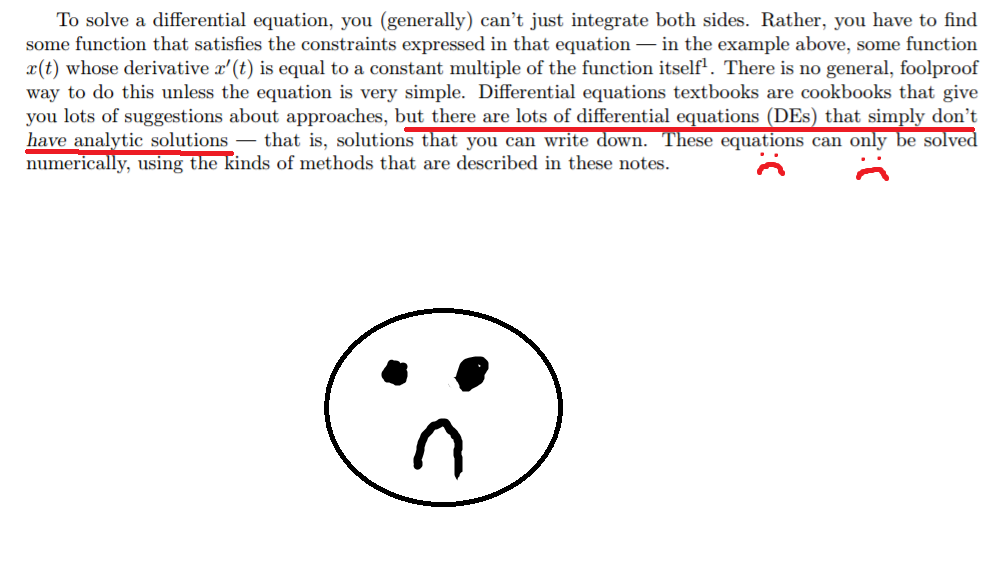 To solve a differential equation, you (generally) can't just integrate both sides. Rather, you have to find
some function that satisfies the constraints expressed in that equation — in the example above, some function
x(t) whose derivative x′(t) is equal to a constant multiple of the function itself¹. There is no general, foolproof
way to do this unless the equation is very simple. Differential equations textbooks are cookbooks that give
you lots of suggestions about approaches, but there are lots of differential equations (DEs) that simply don't
have analytic solutions — that is, solutions that you can write down. These equations can only be solved
numerically, using the kinds of methods that are described in these notes.